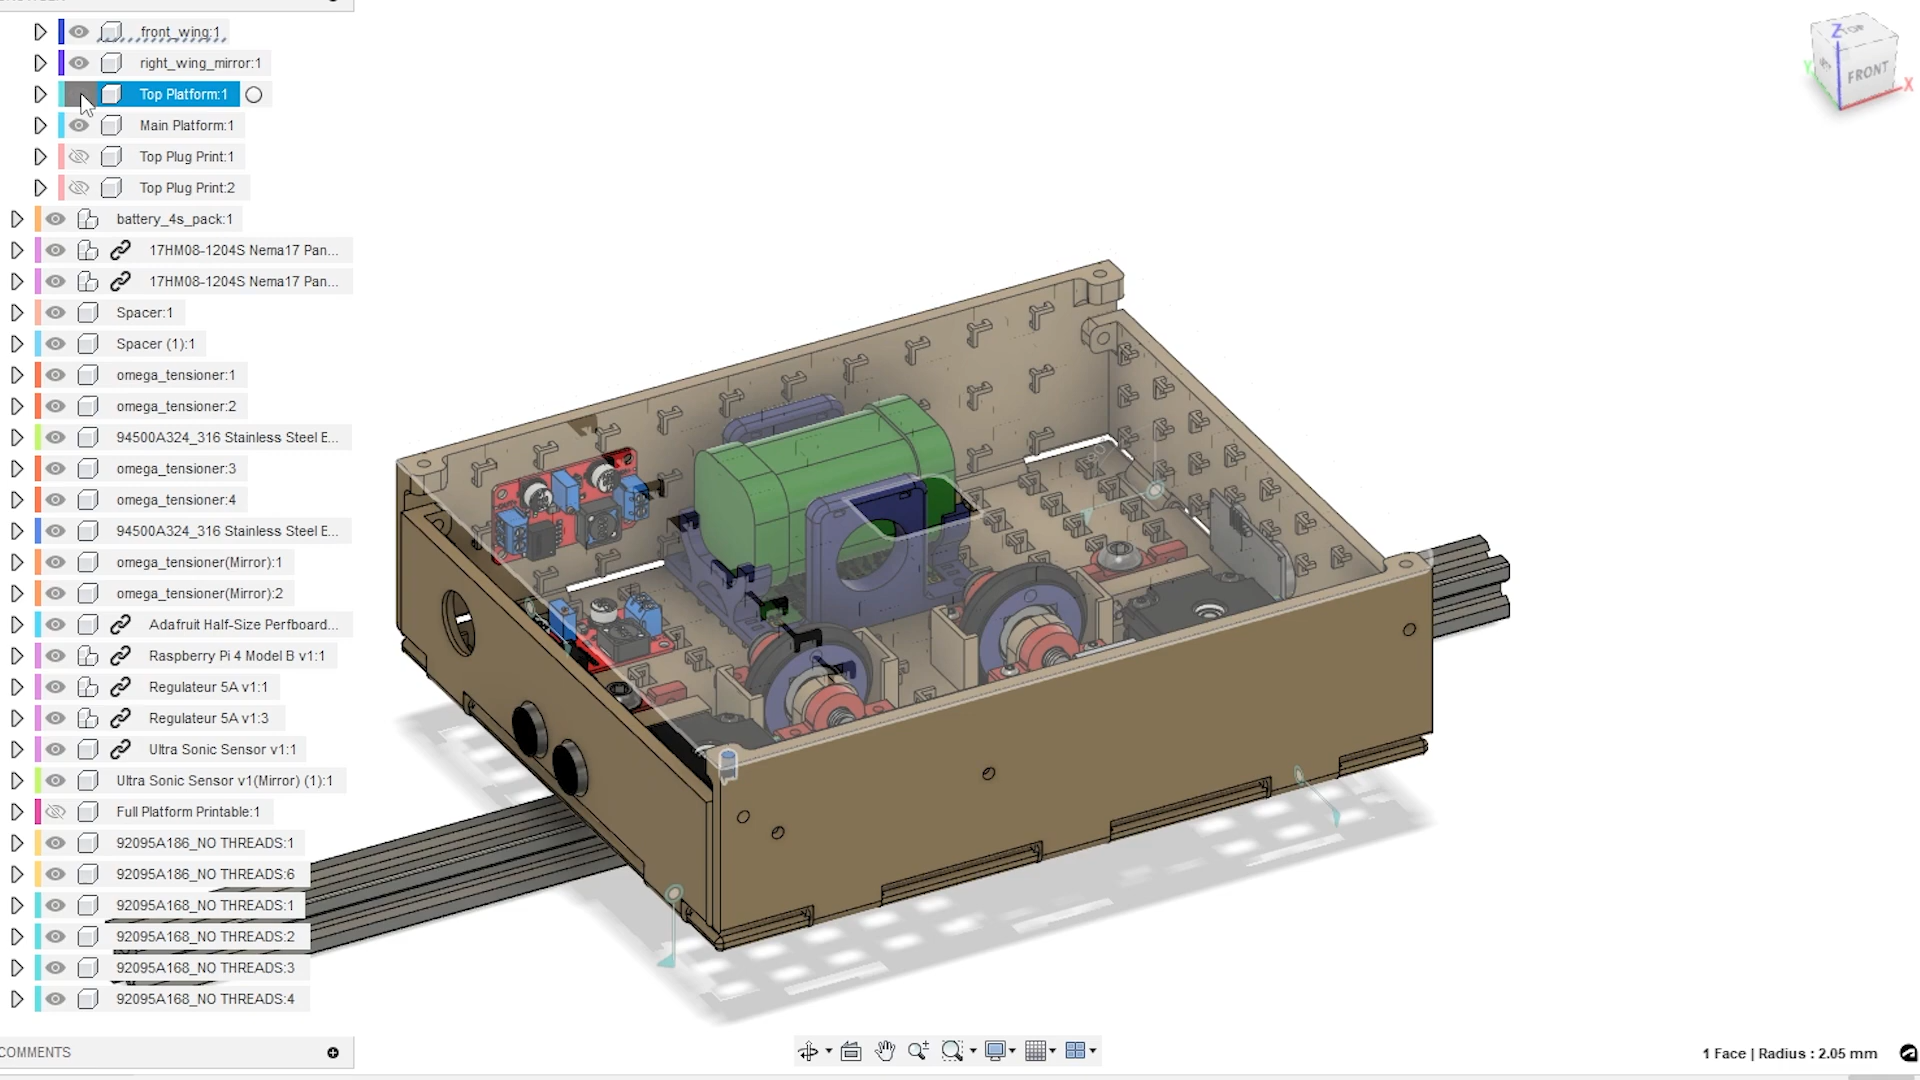 front_wing:1
right_wing_mirror:1
Top Platform:1
Main Platform:1
Top Plug Print:1
Top Plug Print:2
battery_4s_pack:1
17HM08-1204S Nema17 Pan...
17HM08-1204S Nema17 Pan...
Spacer:1
Spacer (1):1
omega_tensioner:1
omega_tensioner:2
94500A324_316 Stainless Steel E...
omega_tensioner:3
omega_tensioner:4
94500A324_316 Stainless Steel E...
omega_tensioner(Mirror):1
omega_tensioner(Mirror):2
Adafruit Half-Size Perfboard...
Raspberry Pi 4 Model B v1:1
Regulateur 5A v1:1
Regulateur 5A v1:3
Ultra Sonic Sensor v1:1
Ultra Sonic Sensor v1(Mirror) (1):1
Full Platform Printable:1
92095A186_NO THREADS:1
92095A186_NO THREADS:6
92095A168_NO THREADS:1
92095A168_NO THREADS:2
92095A168_NO THREADS:3
92095A168_NO THREADS:4
COMMENTS
Z
TOP
FRONT
X
Y
1 Face | Radius : 2.05 mm